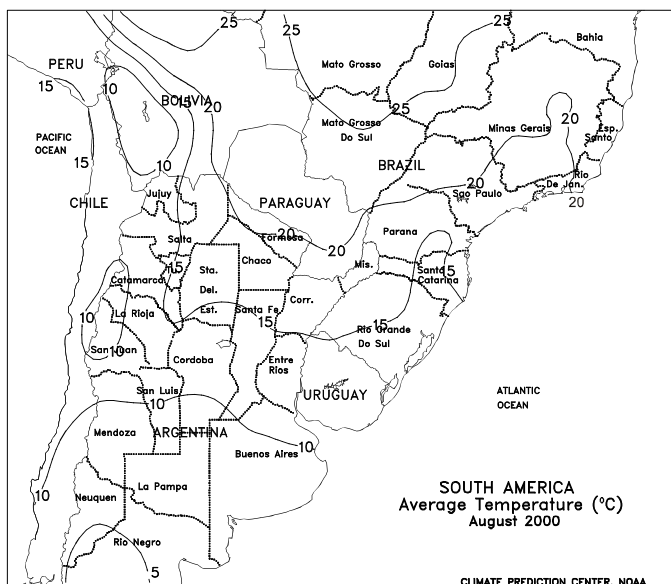 25
25
25
Bahia
PERU
Mato Grosso
Goias
15
10
BOLIVIA
15
20
25
20
Mato Grosso
Do Sul
Minas Gerais
Esp.
Santo
PACIFIC
OCEAN
15
10
BRAZIL
Rio
De Jan.
20
Sao Paulo
20
Jujuy
CHILE
PARAGUAY
Parana
Salta
20
Formosa
20
Chaco
Mis.
15
Sta.
Del.
Est.
Santa
Catarina
15
Catamarca
Corr.
10
La Rioja
Santa Fe
15
15
Rio Grande
Do Sul
San Juan
10
Cordoba
Entre
Rios
URUGUAY
San Luis
10
ATLANTIC
OCEAN
Mendoza
ARGENTINA
10
Buenos Aires
10
Neuquen
La Pampa
SOUTH AMERICA
Average Temperature (°C)
August 2000
Rio Negro
5
CLIMATE PREDICTION CENTER, NOAA